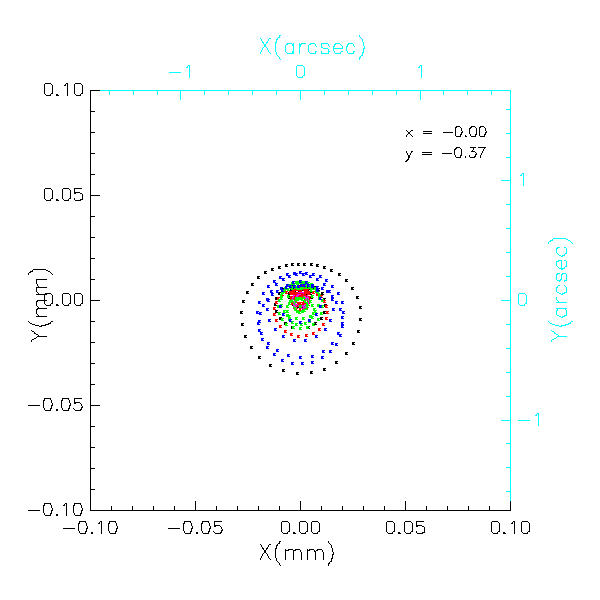 X(arcsec)
-1 0 1
0.10
x = -0.00
y = -0.37
1
0.05
0.00
0
Y(mm)
Y(arcsec)
-0.05
-1
-0.10
-0.10 -0.05 0.00 0.05 0.10
X(mm)